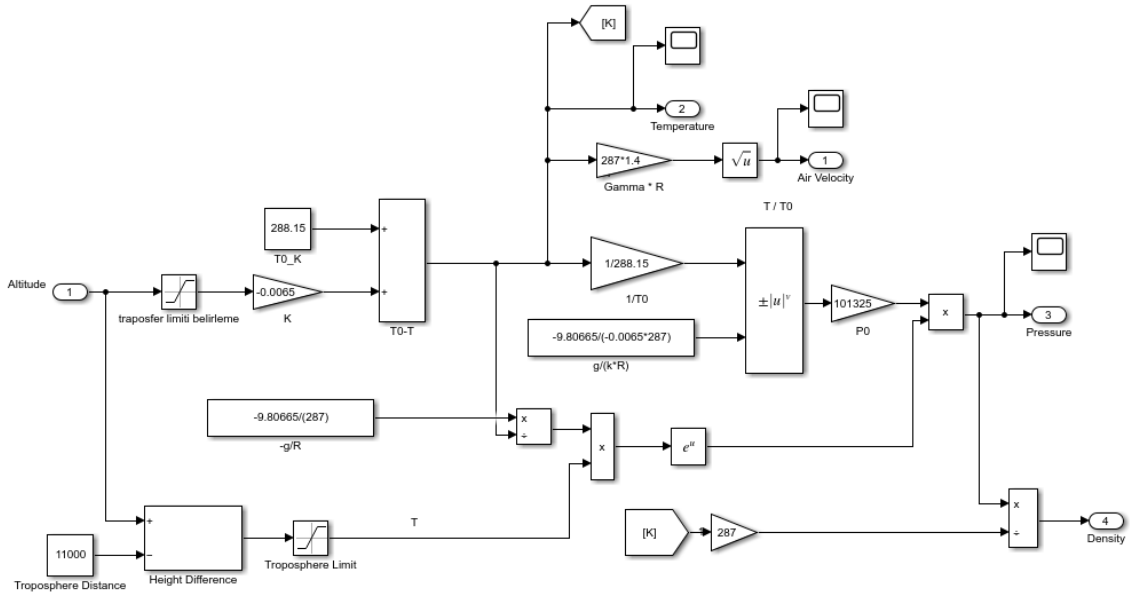 [K]
2
Temperature
287*1.4
Gamma * R
√u
1
Air Velocity
T / T0
288.15
T0_K
Altitude
1
traposfer limiti belirleme
-0.0065
K
+
+
T0-T
1/288.15
1/T0
-9.80665/(-0.0065*287)
g/(k*R)
±|u|^v
101325
P0
x
3
Pressure
-9.80665/(287)
-g/R
x
÷
x
e^u
+
−
Height Difference
11000
Troposphere Distance
Troposphere Limit
T
[K]
287
x
÷
4
Density